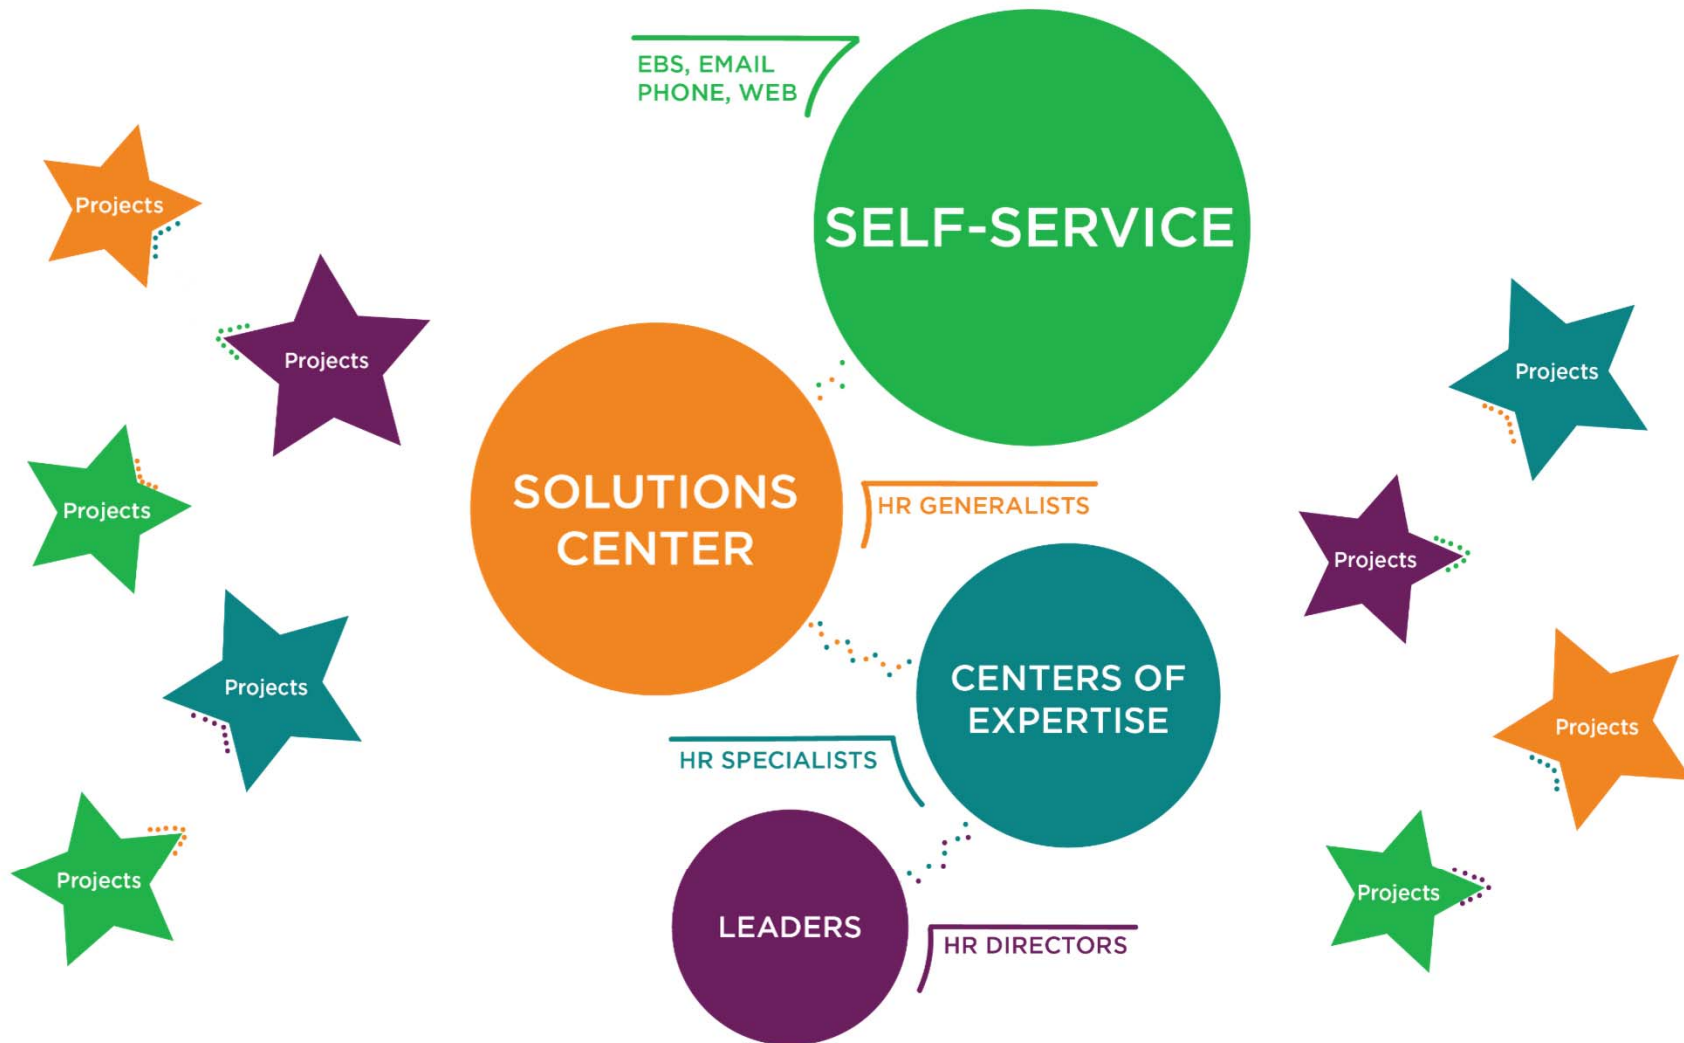 EBS, EMAIL
PHONE, WEB
SELF-SERVICE
Projects
Projects
Projects
SOLUTIONS
CENTER
HR GENERALISTS
Projects
Projects
Projects
CENTERS OF
EXPERTISE
Projects
Projects
HR SPECIALISTS
Projects
Projects
LEADERS
HR DIRECTORS